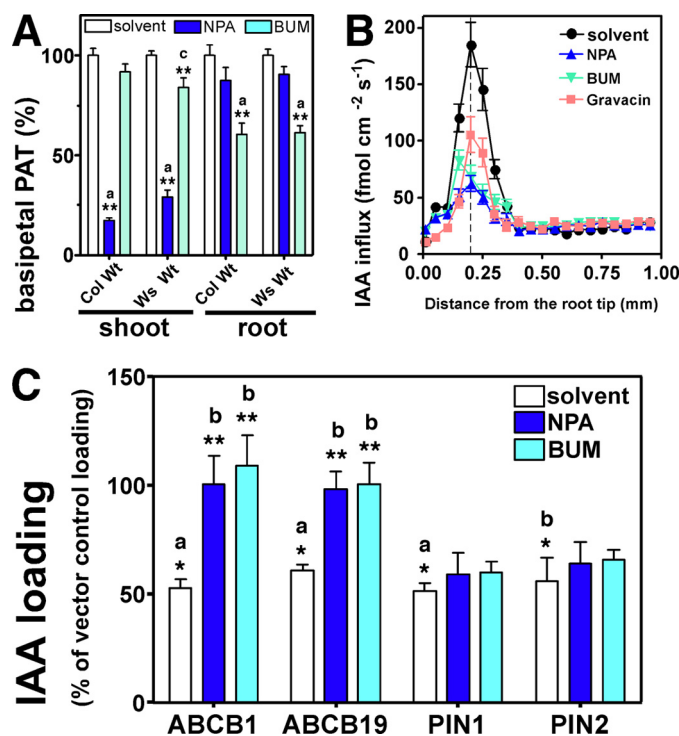 A
solvent NPA BUM
basipetal PAT (%)
100
50
0
a
**
a
**
c
**
a
**
a
**
Col Wt
Ws Wt
Col Wt
Ws Wt
shoot
root
B
IAA influx (fmol cm -2 s-1)
200
150
100
50
0
solvent
NPA
BUM
Gravacin
0.0 0.25 0.50 0.75 1.00
Distance from the root tip (mm)
C
IAA loading
(% of vector control loading)
150
100
50
0
solvent
NPA
BUM
a
*
b
**
b
**
a
*
b
**
b
**
a
*
b
*
ABCB1 ABCB19 PIN1 PIN2